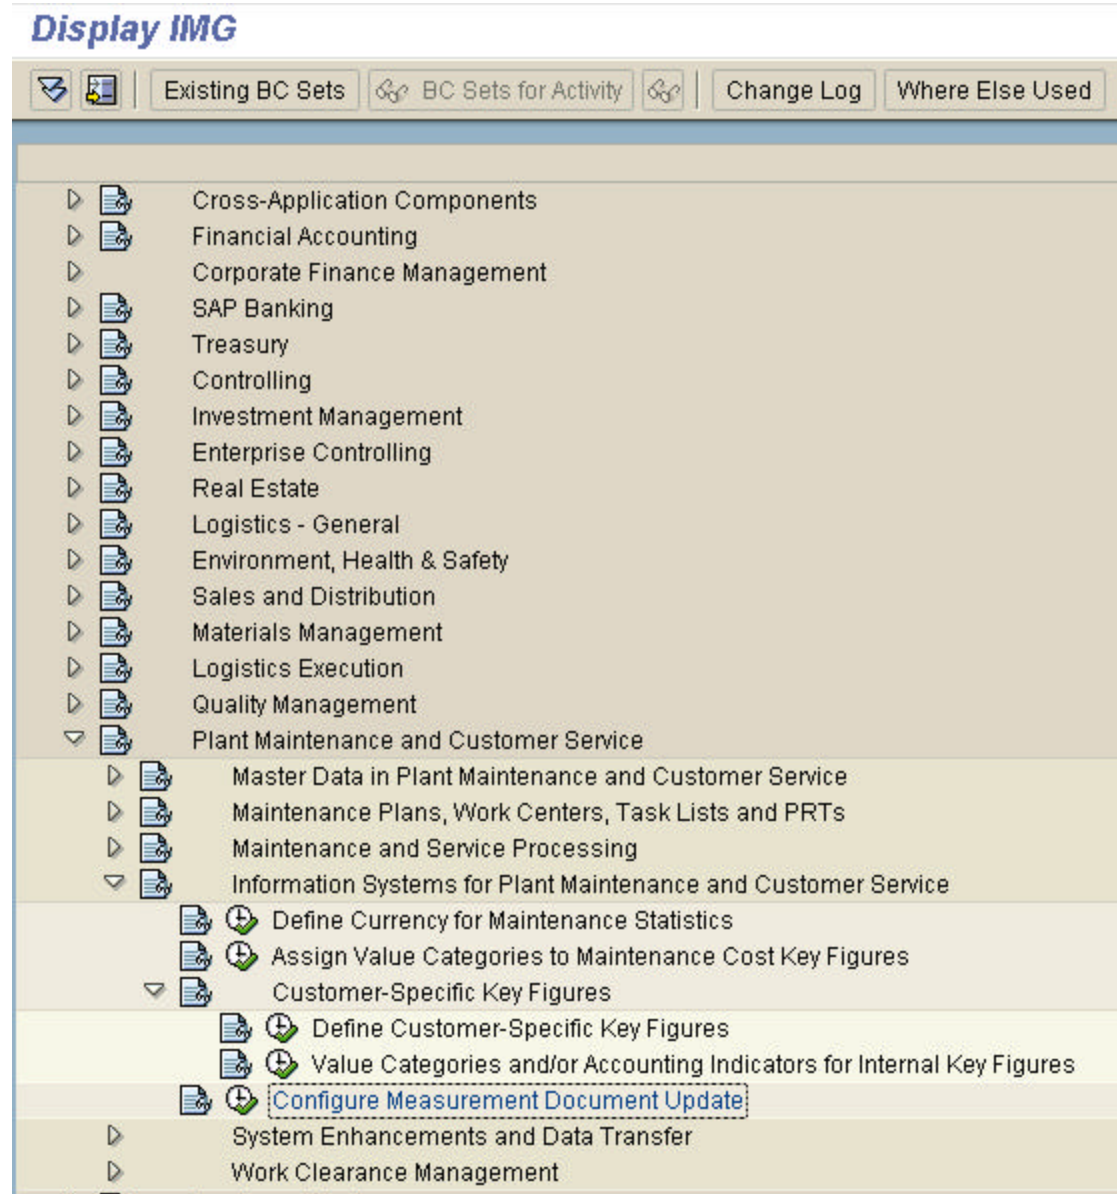 Display IMG
Existing BC Sets BC Sets for Activity Change Log Where Else Used
Cross-Application Components
Financial Accounting
Corporate Finance Management
SAP Banking
Treasury
Controlling
Investment Management
Enterprise Controlling
Real Estate
Logistics - General
Environment, Health & Safety
Sales and Distribution
Materials Management
Logistics Execution
Quality Management
Plant Maintenance and Customer Service
Master Data in Plant Maintenance and Customer Service
Maintenance Plans, Work Centers, Task Lists and PRTs
Maintenance and Service Processing
Information Systems for Plant Maintenance and Customer Service
Define Currency for Maintenance Statistics
Assign Value Categories to Maintenance Cost Key Figures
Customer-Specific Key Figures
Define Customer-Specific Key Figures
Value Categories and/or Accounting Indicators for Internal Key Figures
Configure Measurement Document Update
System Enhancements and Data Transfer
Work Clearance Management